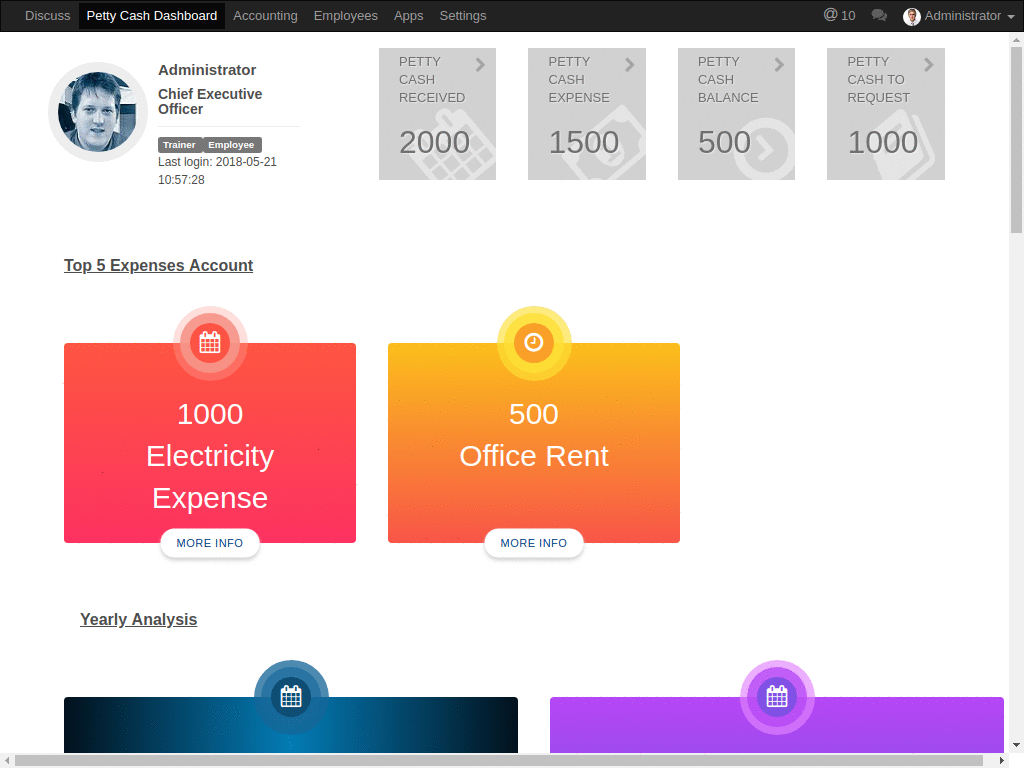 Discuss Petty Cash Dashboard Accounting Employees Apps Settings @ 10 Administrator
Administrator
Chief Executive
Officer
Trainer Employee
Last login: 2018-05-21
10:57:28
PETTY
CASH
RECEIVED
2000
PETTY
CASH
EXPENSE
1500
PETTY
CASH
BALANCE
500
PETTY
CASH TO
REQUEST
1000
Top 5 Expenses Account
1000
Electricity
Expense
MORE INFO
500
Office Rent
MORE INFO
Yearly Analysis